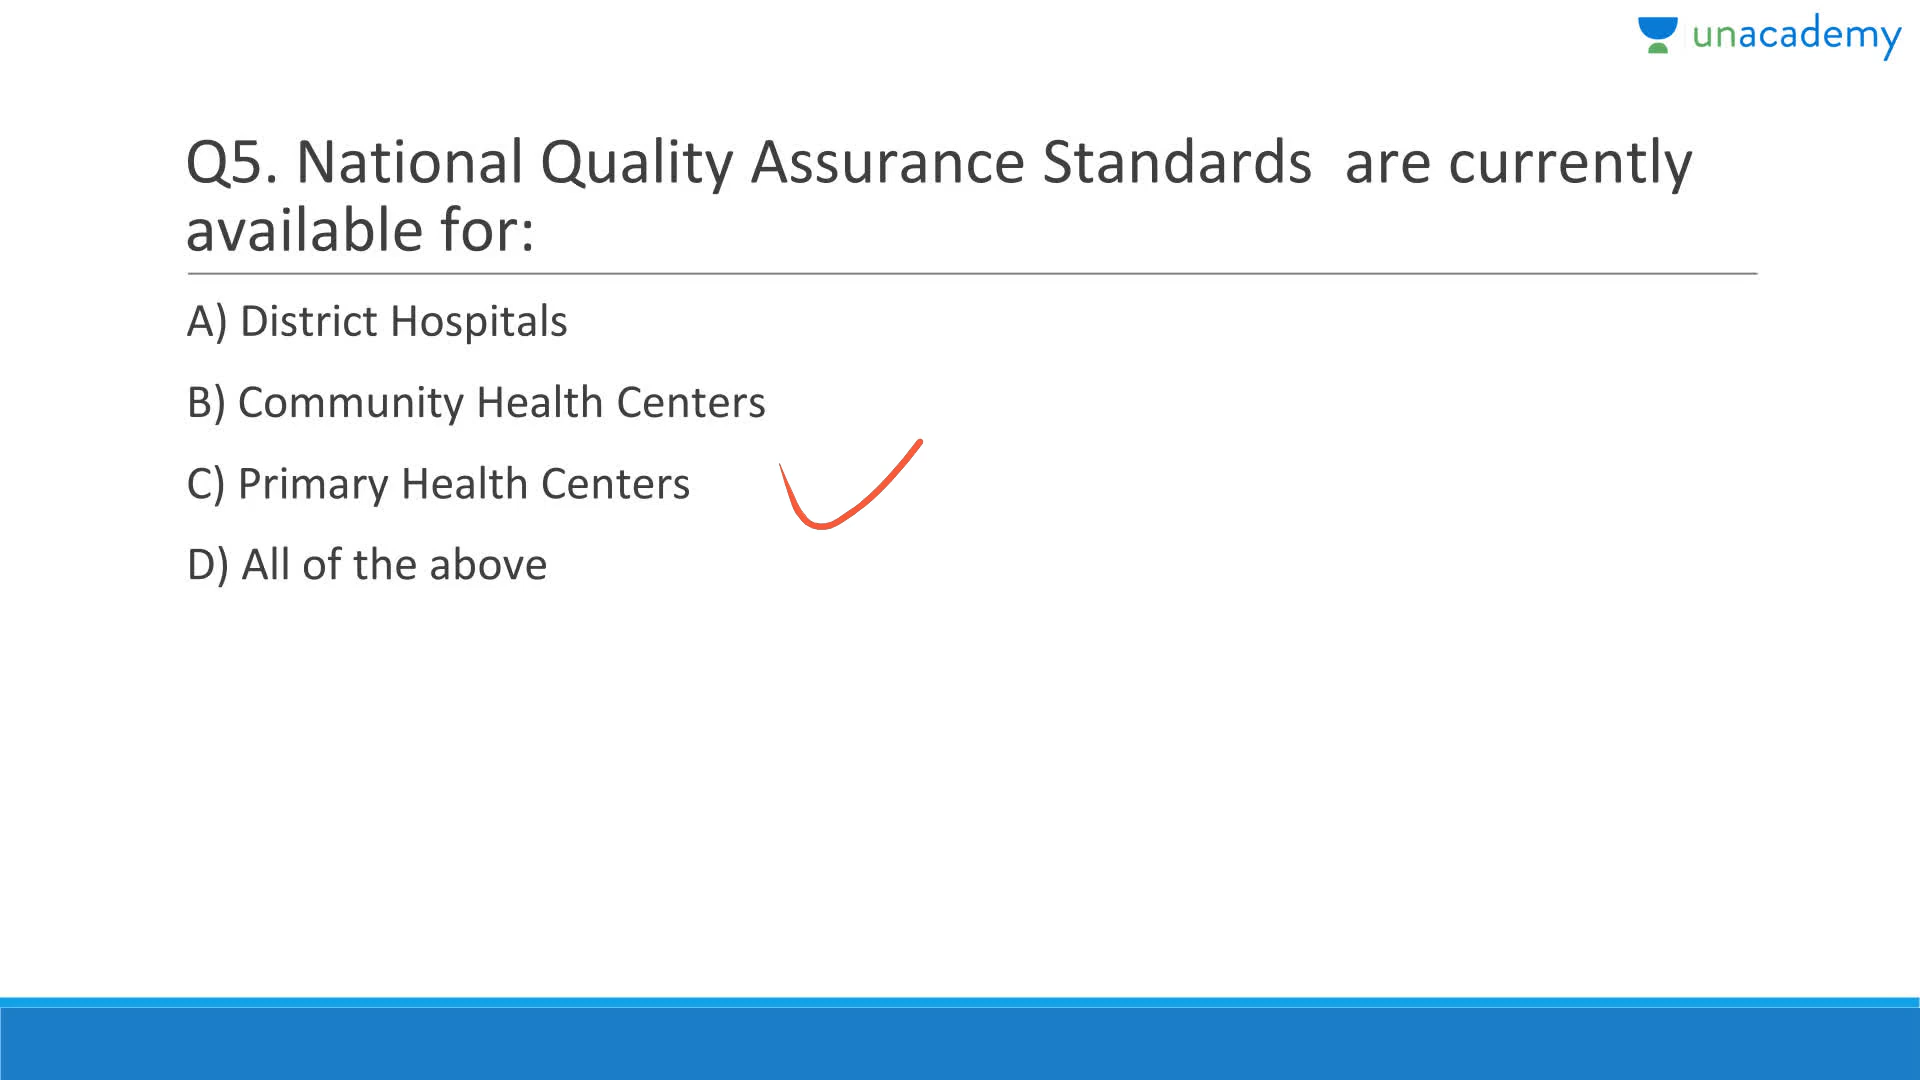 unacademy
Q5. National Quality Assurance Standards are currently
available for:
A) District Hospitals
B) Community Health Centers
C) Primary Health Centers
D) All of the above